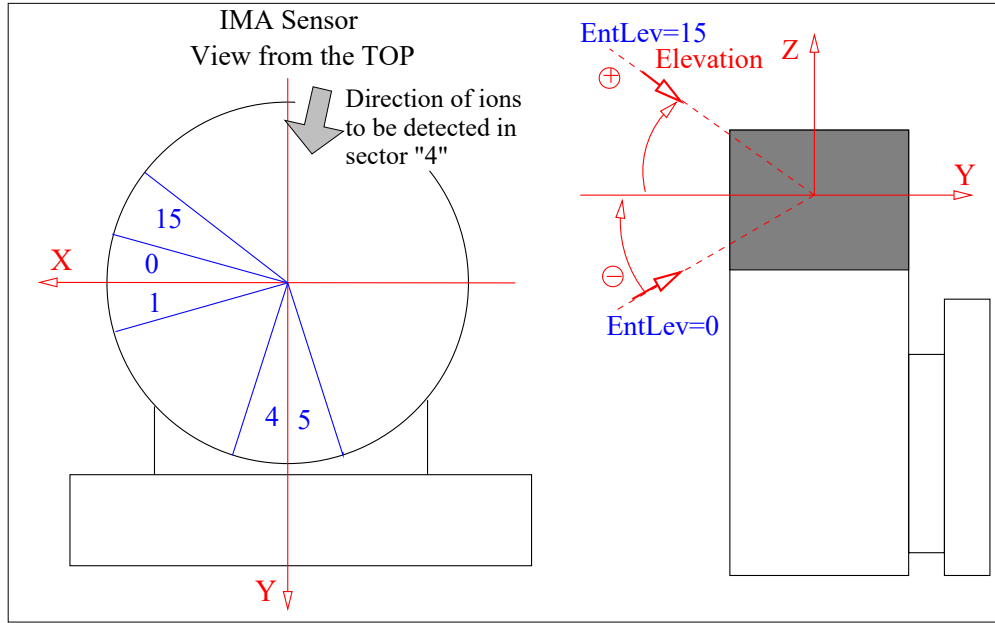 IMA Sensor
View from the TOP
Direction of ions
to be detected in
sector "4"
15
0
1
4
5
X
Y
EntLev=15
Elevation
Z
+
Y
−
EntLev=0